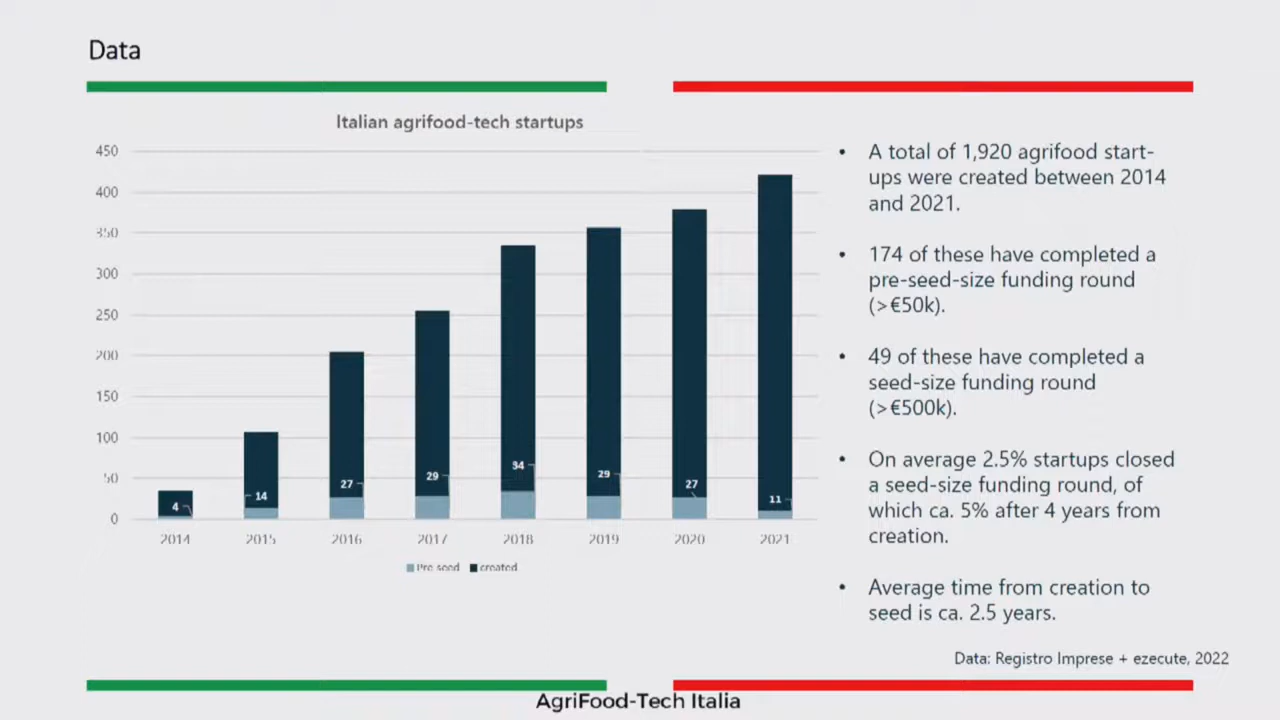 Data
Italian agrifood-tech startups
450
400
350
300
250
200
150
100
50
0
4
14
27
29
34
29
27
11
2014 2015 2016 2017 2018 2019 2020 2021
Pre seed created
• A total of 1,920 agrifood start-
ups were created between 2014
and 2021.
• 174 of these have completed a
pre-seed-size funding round
(>€50k).
• 49 of these have completed a
seed-size funding round
(>€500k).
• On average 2.5% startups closed
a seed-size funding round, of
which ca. 5% after 4 years from
creation.
• Average time from creation to
seed is ca. 2.5 years.
Data: Registro Imprese + ezecute, 2022
AgriFood-Tech Italia